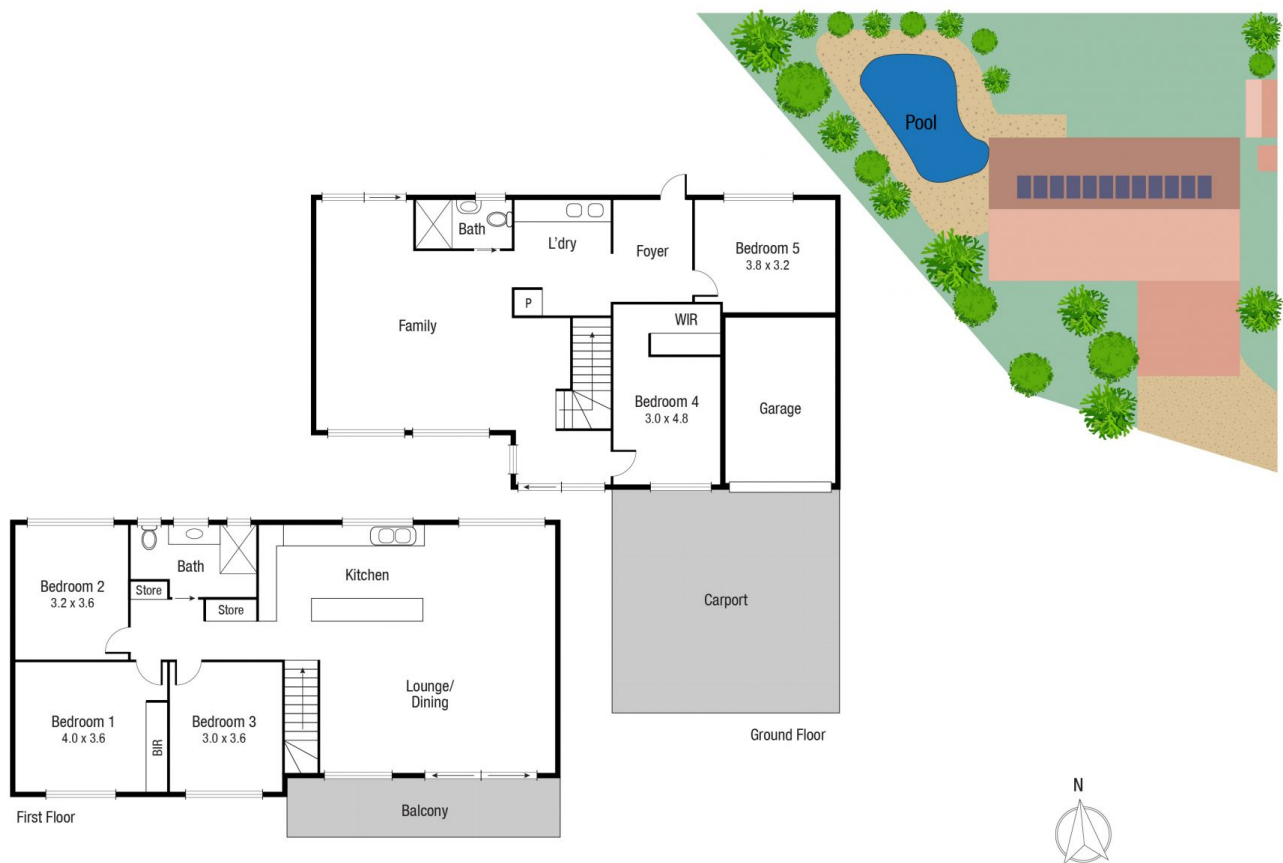 Pool
Bath
L'dry
Foyer
Bedroom 5
3.8 x 3.2
P
Family
WIR
Bedroom 4
3.0 x 4.8
Garage
Carport
Ground Floor
Bedroom 2
3.2 x 3.6
Bath
Store
Store
Kitchen
Lounge/
Dining
Bedroom 1
4.0 x 3.6
BIR
Bedroom 3
3.0 x 3.6
Balcony
First Floor
N